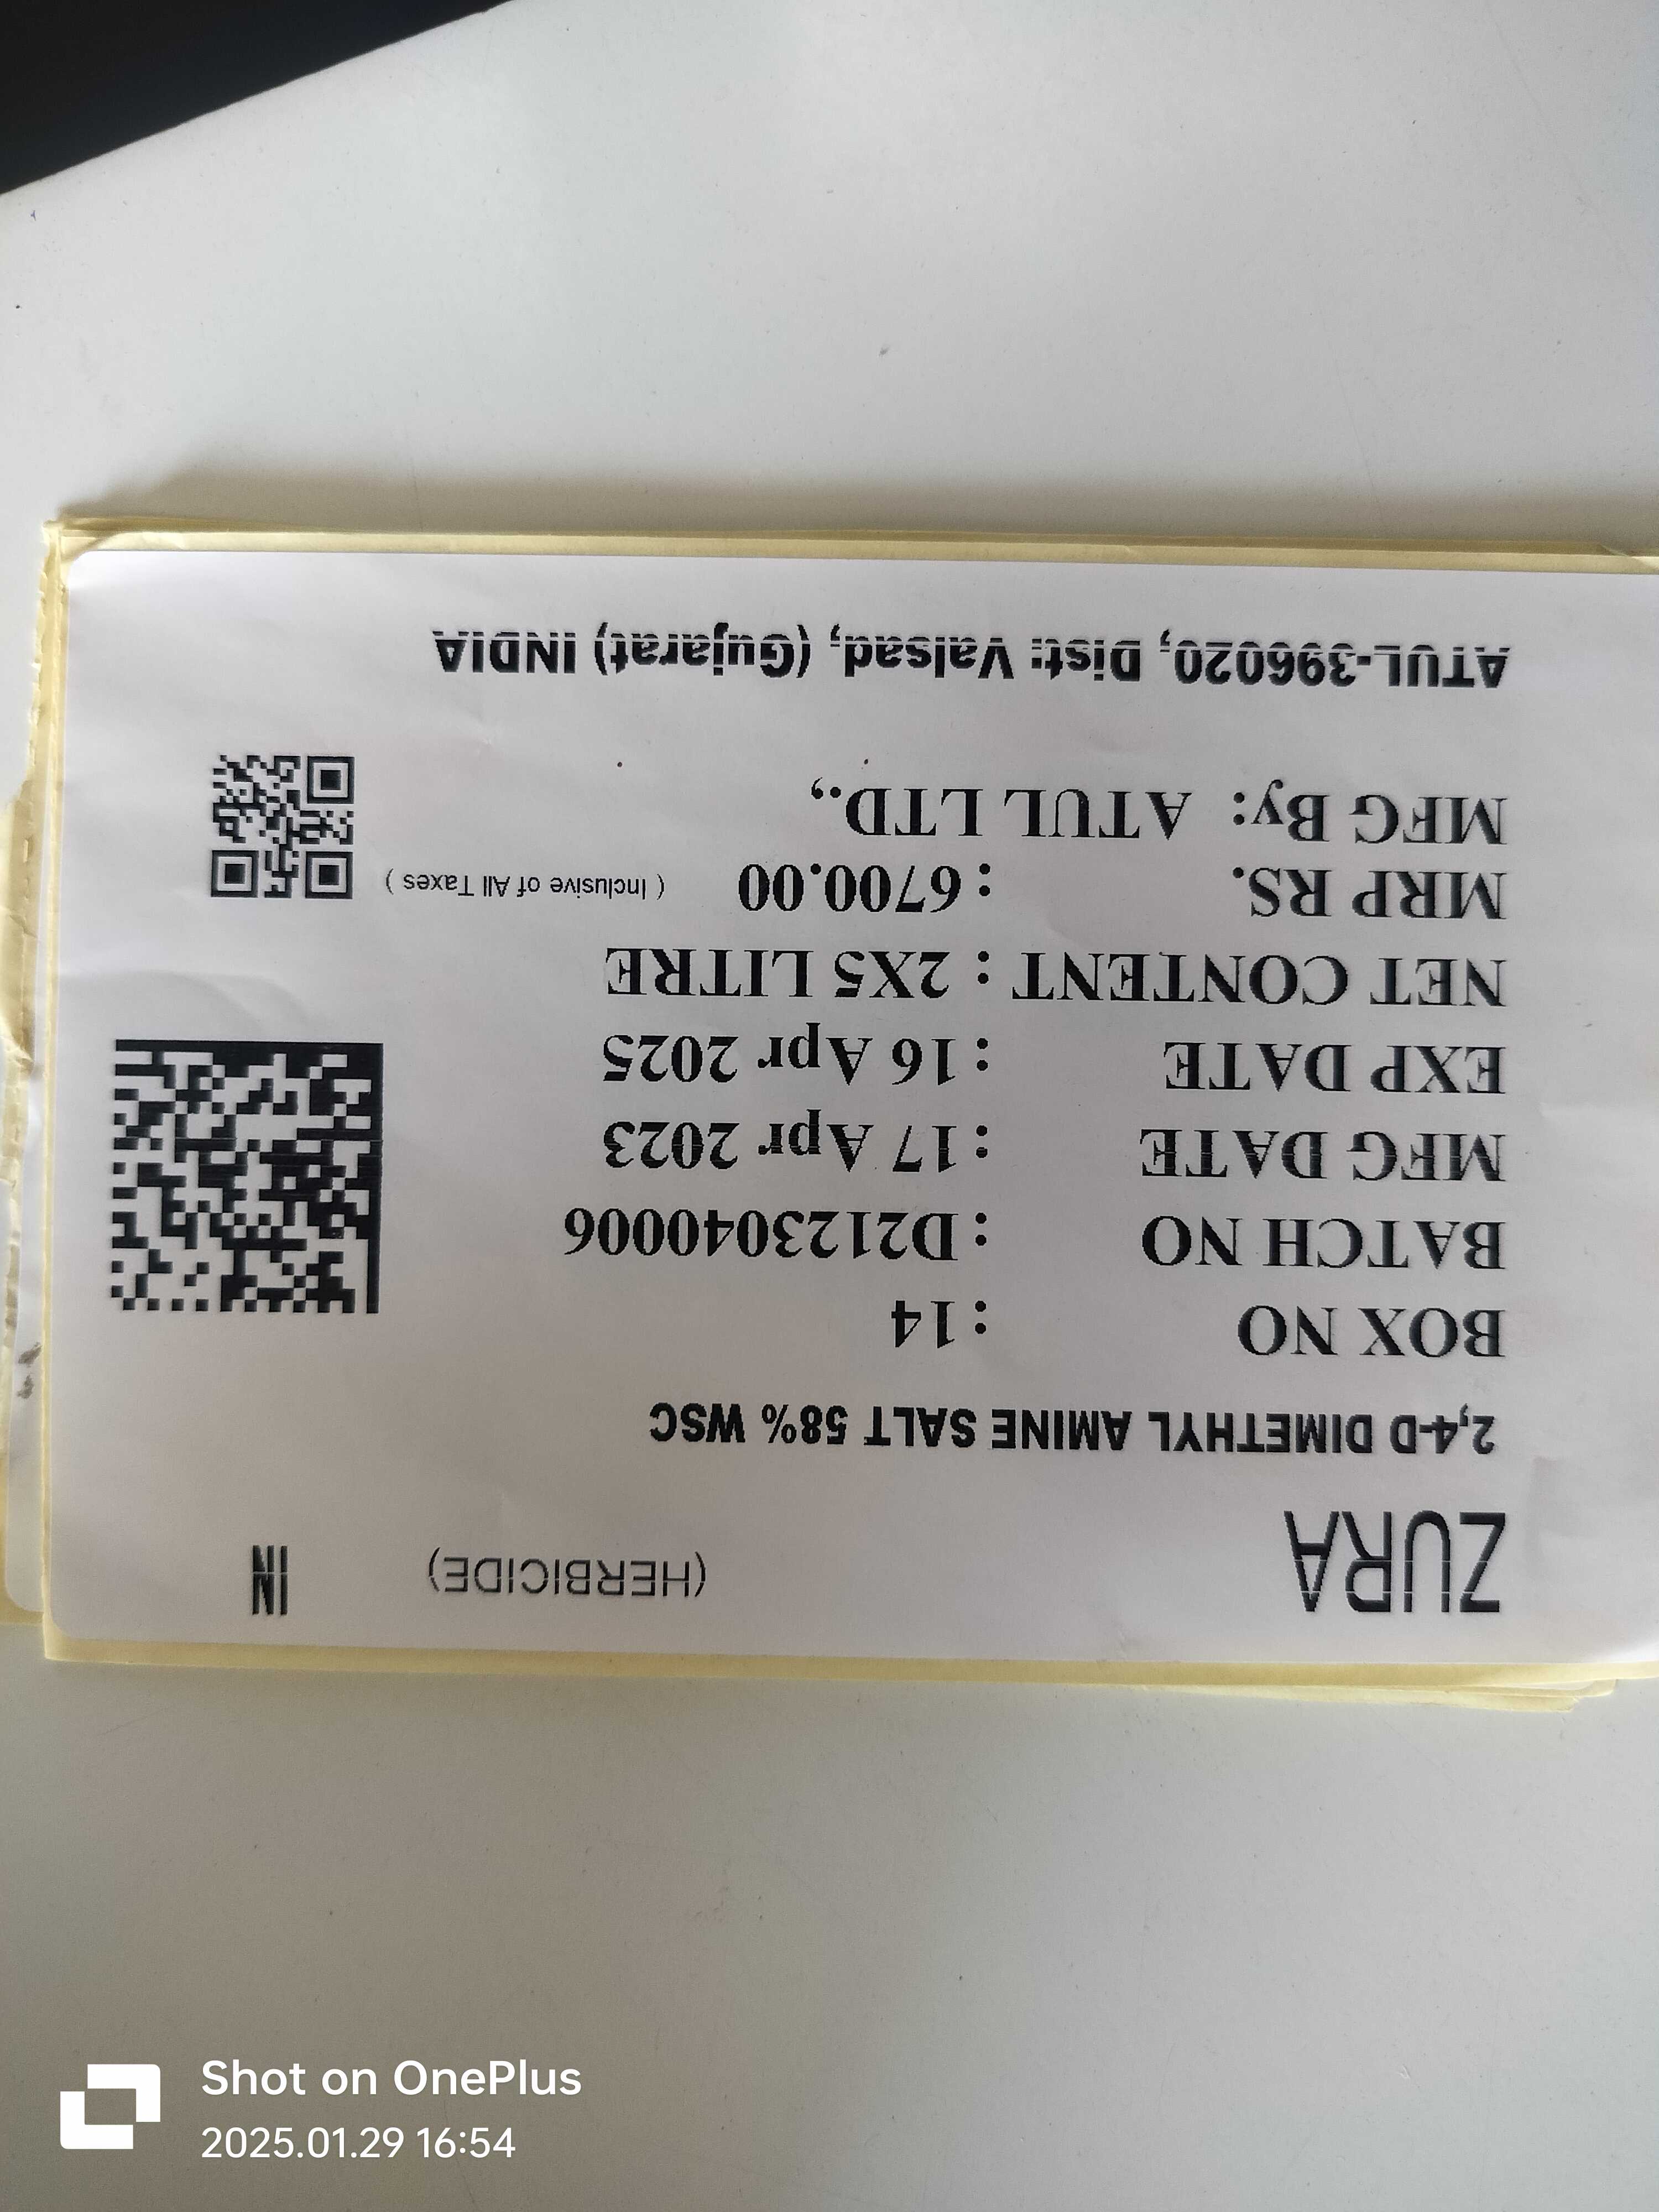 ZURA (HERBICIDE) IN
2,4-D DIMETHYL AMINE SALT 58% WSC
BOX NO : 14
BATCH NO : D2123040006
MFG DATE : 17 Apr 2023
EXP DATE : 16 Apr 2025
NET CONTENT : 2X5 LITRE
MRP RS. : 6700.00 ( Inclusive of All Taxes )
MFG By: ATUL LTD.,
ATUL-396020, Dist: Valsad, (Gujarat) INDIA
Shot on OnePlus
2025.01.29 16:54